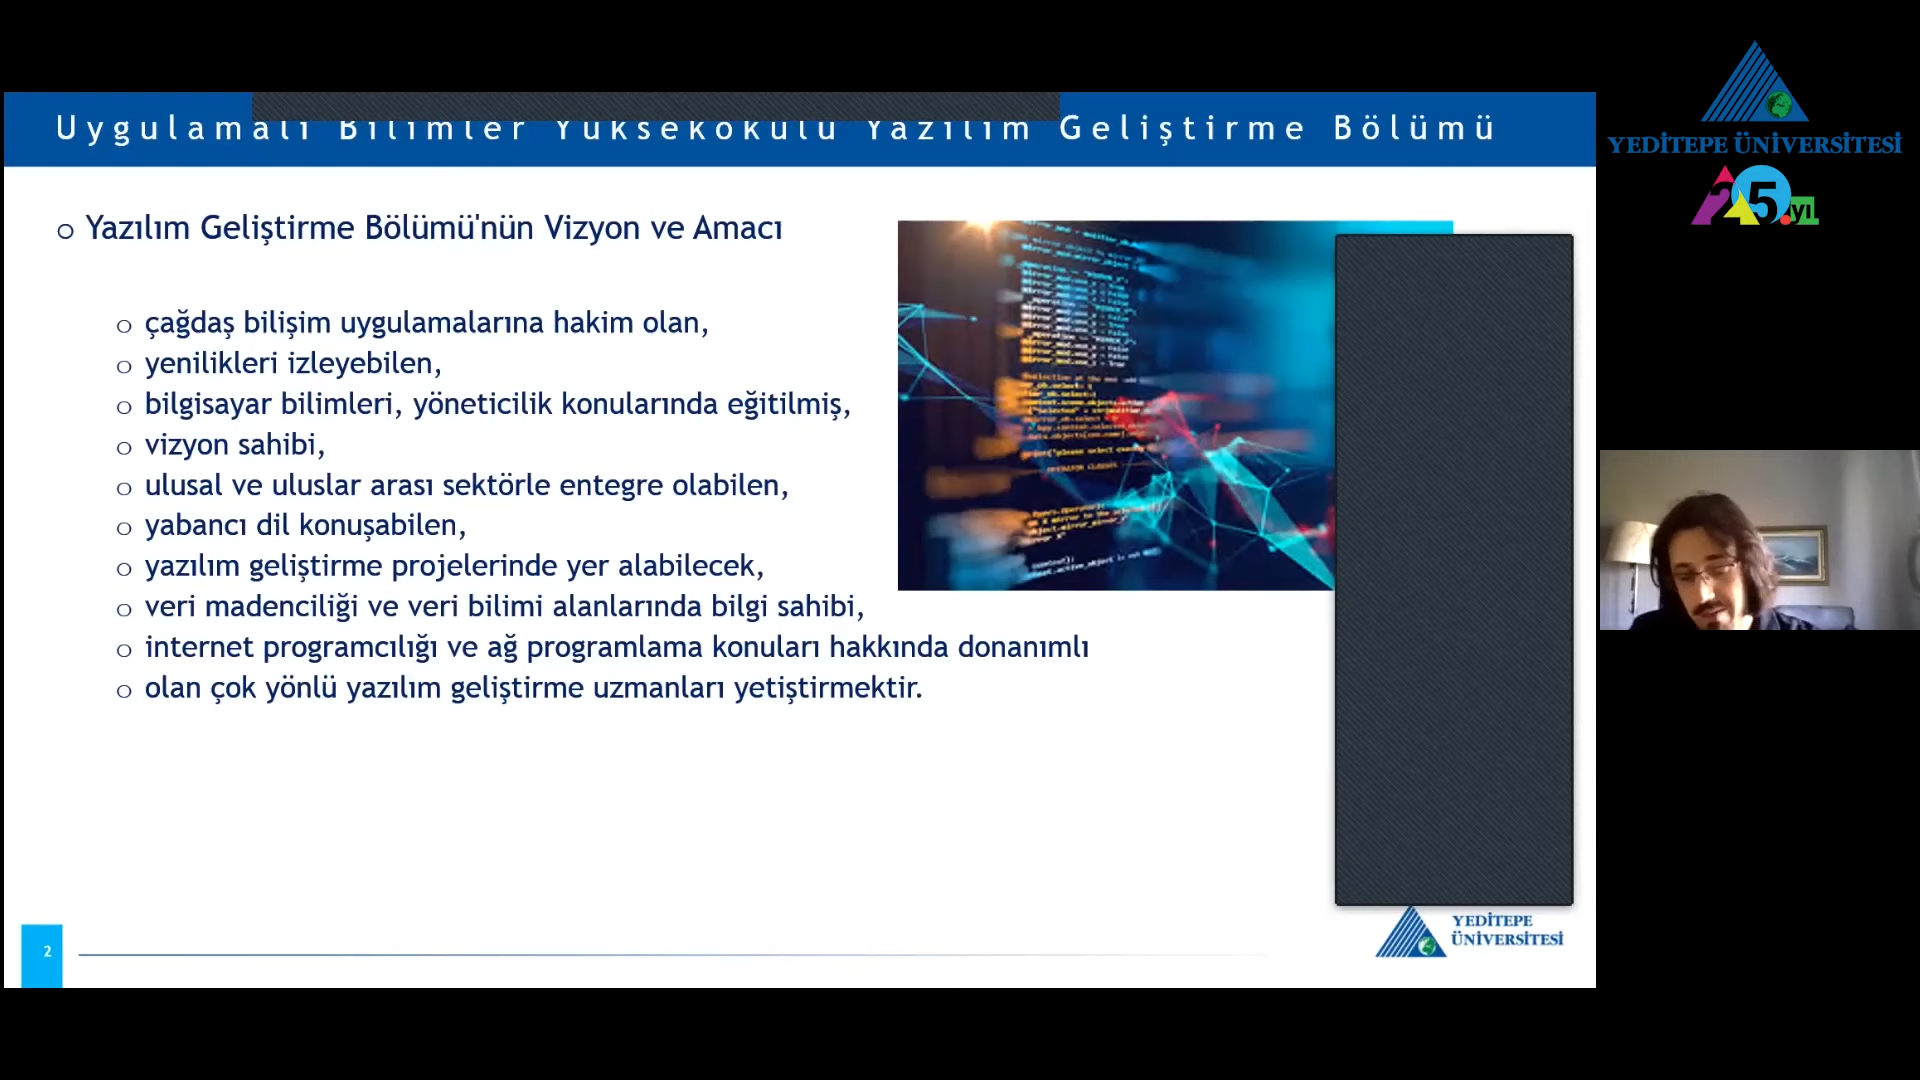 Uygulamalı Bilimler Yüksekokulu Yazılım Geliştirme Bölümü
o Yazılım Geliştirme Bölümü'nün Vizyon ve Amacı
o çağdaş bilişim uygulamalarına hakim olan,
o yenilikleri izleyebilen,
o bilgisayar bilimleri, yöneticilik konularında eğitilmiş,
o vizyon sahibi,
o ulusal ve uluslar arası sektörle entegre olabilen,
o yabancı dil konuşabilen,
o yazılım geliştirme projelerinde yer alabilecek,
o veri madenciliği ve veri bilimi alanlarında bilgi sahibi,
o internet programcılığı ve ağ programlama konuları hakkında donanımlı
o olan çok yönlü yazılım geliştirme uzmanları yetiştirmektir.
2
YEDİTEPE
ÜNİVERSİTESİ
YEDİTEPE ÜNİVERSİTESİ
25.yıl